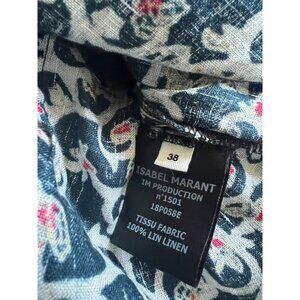 38
ISABEL MARANT
IM PRODUCTION
n°1501
18P058E
TISSU FABRIC
100% LIN LINEN